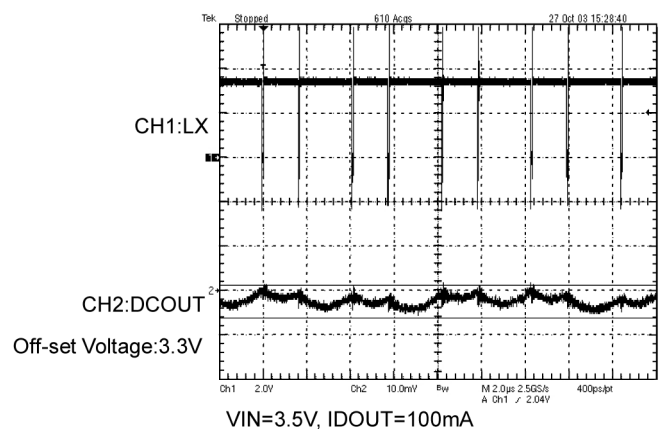 Tek Stopped 610 Acqs 27 Oct 03 15:28:40
CH1:LX
2→
CH2:DCOUT
Off-set Voltage:3.3V
Ch1 2.0V Ch2 10.0mV Bw M 2.0µs 2.5GS/s 400ps/pt
A Ch1 / 2.04V
VIN=3.5V, IDOUT=100mA